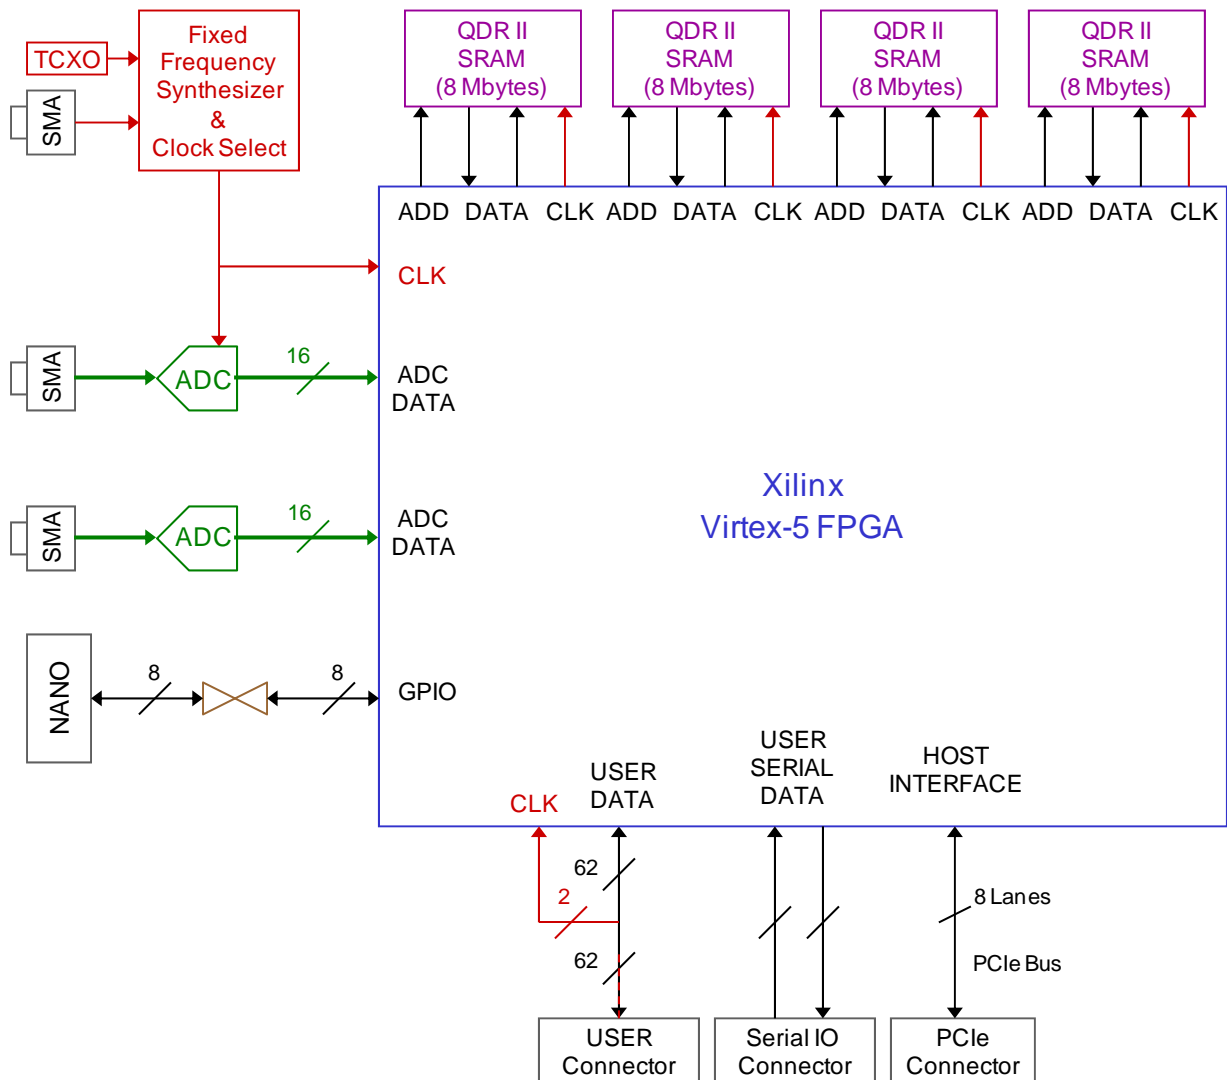 Fixed
Frequency
Synthesizer
&
Clock Select
TCXO
SMA
QDR II
SRAM
(8 Mbytes)
QDR II
SRAM
(8 Mbytes)
QDR II
SRAM
(8 Mbytes)
QDR II
SRAM
(8 Mbytes)
ADD DATA CLK ADD DATA CLK ADD DATA CLK ADD DATA CLK
CLK
SMA
ADC
16
ADC
DATA
Xilinx
Virtex-5 FPGA
SMA
ADC
16
ADC
DATA
NANO
8
8
GPIO
CLK
USER
DATA
USER
SERIAL
DATA
HOST
INTERFACE
62
2
62
8 Lanes
PCIe Bus
USER
Connector
Serial IO
Connector
PCIe
Connector